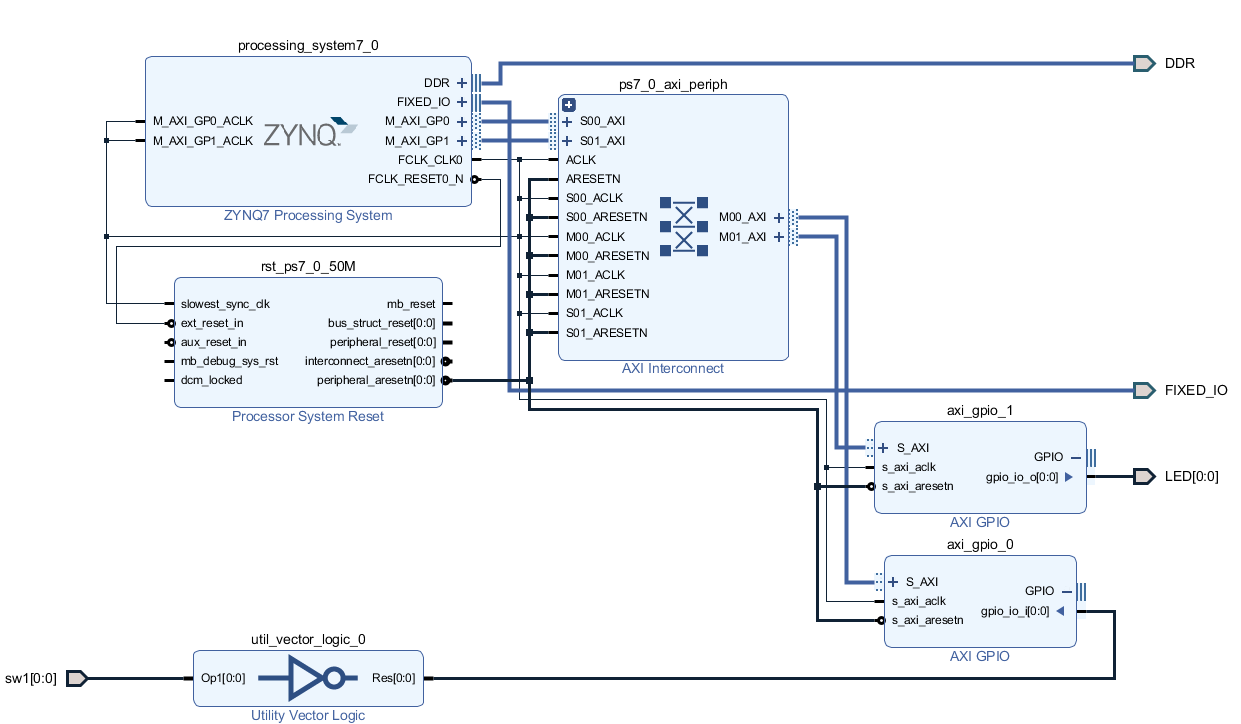 processing_system7_0
DDR
FIXED_IO
M_AXI_GP0_ACLK
M_AXI_GP0
M_AXI_GP1_ACLK
M_AXI_GP1
FCLK_CLK0
FCLK_RESET0_N
ZYNQ
ZYNQ7 Processing System
DDR
ps7_0_axi_periph
S00_AXI
S01_AXI
ACLK
ARESETN
S00_ACLK
S00_ARESETN
M00_AXI
M00_ACLK
M01_AXI
M00_ARESETN
M01_ACLK
M01_ARESETN
S01_ACLK
S01_ARESETN
AXI Interconnect
rst_ps7_0_50M
slowest_sync_clk
mb_reset
ext_reset_in
bus_struct_reset[0:0]
aux_reset_in
peripheral_reset[0:0]
mb_debug_sys_rst
interconnect_aresetn[0:0]
dcm_locked
peripheral_aresetn[0:0]
Processor System Reset
FIXED_IO
axi_gpio_1
S_AXI
GPIO
s_axi_aclk
gpio_io_o[0:0]
s_axi_aresetn
AXI GPIO
LED[0:0]
axi_gpio_0
S_AXI
GPIO
s_axi_aclk
gpio_io_i[0:0]
s_axi_aresetn
AXI GPIO
util_vector_logic_0
sw1[0:0]
Op1[0:0]
Res[0:0]
Utility Vector Logic